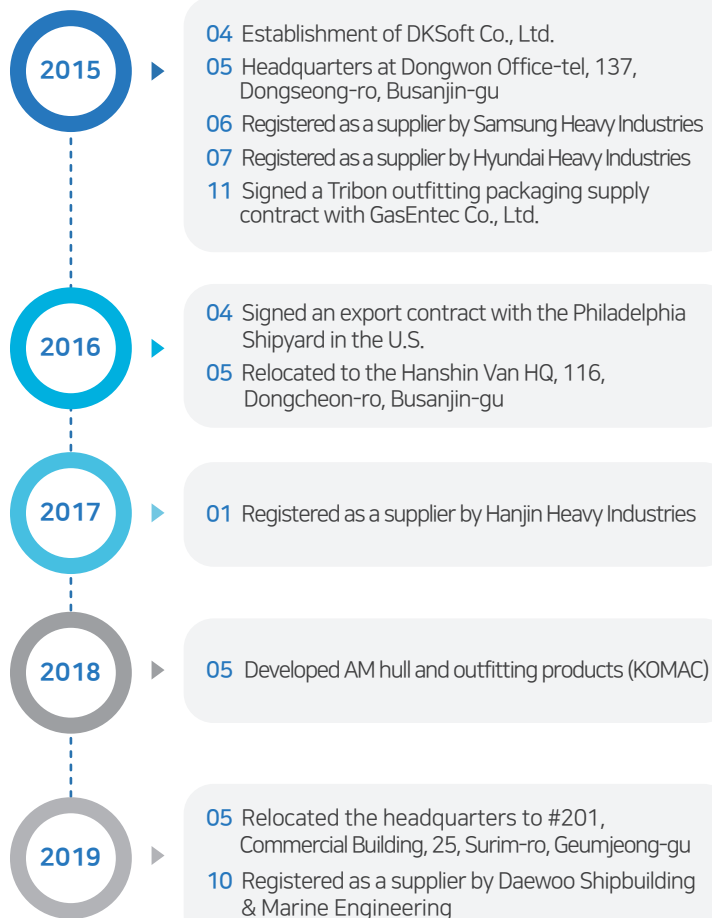 2015
04 Establishment of DKSoft Co., Ltd.
05 Headquarters at Dongwon Office-tel, 137,
Dongseong-ro, Busanjin-gu
06 Registered as a supplier by Samsung Heavy Industries
07 Registered as a supplier by Hyundai Heavy Industries
11 Signed a Tribon outfitting packaging supply
contract with GasEntec Co., Ltd.
2016
04 Signed an export contract with the Philadelphia
Shipyard in the U.S.
05 Relocated to the Hanshin Van HQ, 116,
Dongcheon-ro, Busanjin-gu
2017
01 Registered as a supplier by Hanjin Heavy Industries
2018
05 Developed AM hull and outfitting products (KOMAC)
2019
05 Relocated the headquarters to #201,
Commercial Building, 25, Surim-ro, Geumjeong-gu
10 Registered as a supplier by Daewoo Shipbuilding
& Marine Engineering